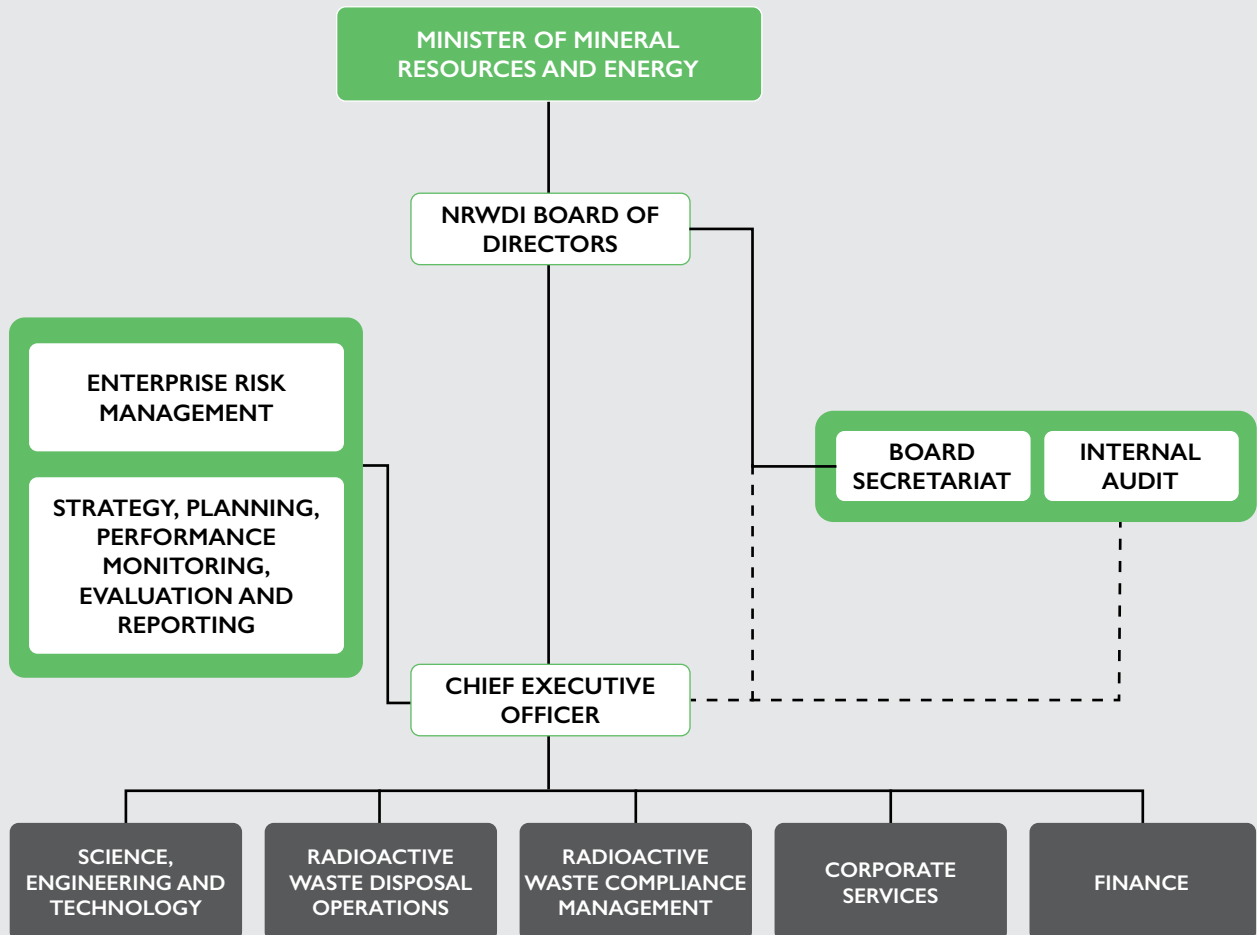 MINISTER OF MINERAL
RESOURCES AND ENERGY
NRWDI BOARD OF
DIRECTORS
ENTERPRISE RISK
MANAGEMENT
STRATEGY, PLANNING,
PERFORMANCE
MONITORING,
EVALUATION AND
REPORTING
BOARD
SECRETARIAT
INTERNAL
AUDIT
CHIEF EXECUTIVE
OFFICER
SCIENCE,
ENGINEERING AND
TECHNOLOGY
RADIOACTIVE
WASTE DISPOSAL
OPERATIONS
RADIOACTIVE
WASTE COMPLIANCE
MANAGEMENT
CORPORATE
SERVICES
FINANCE